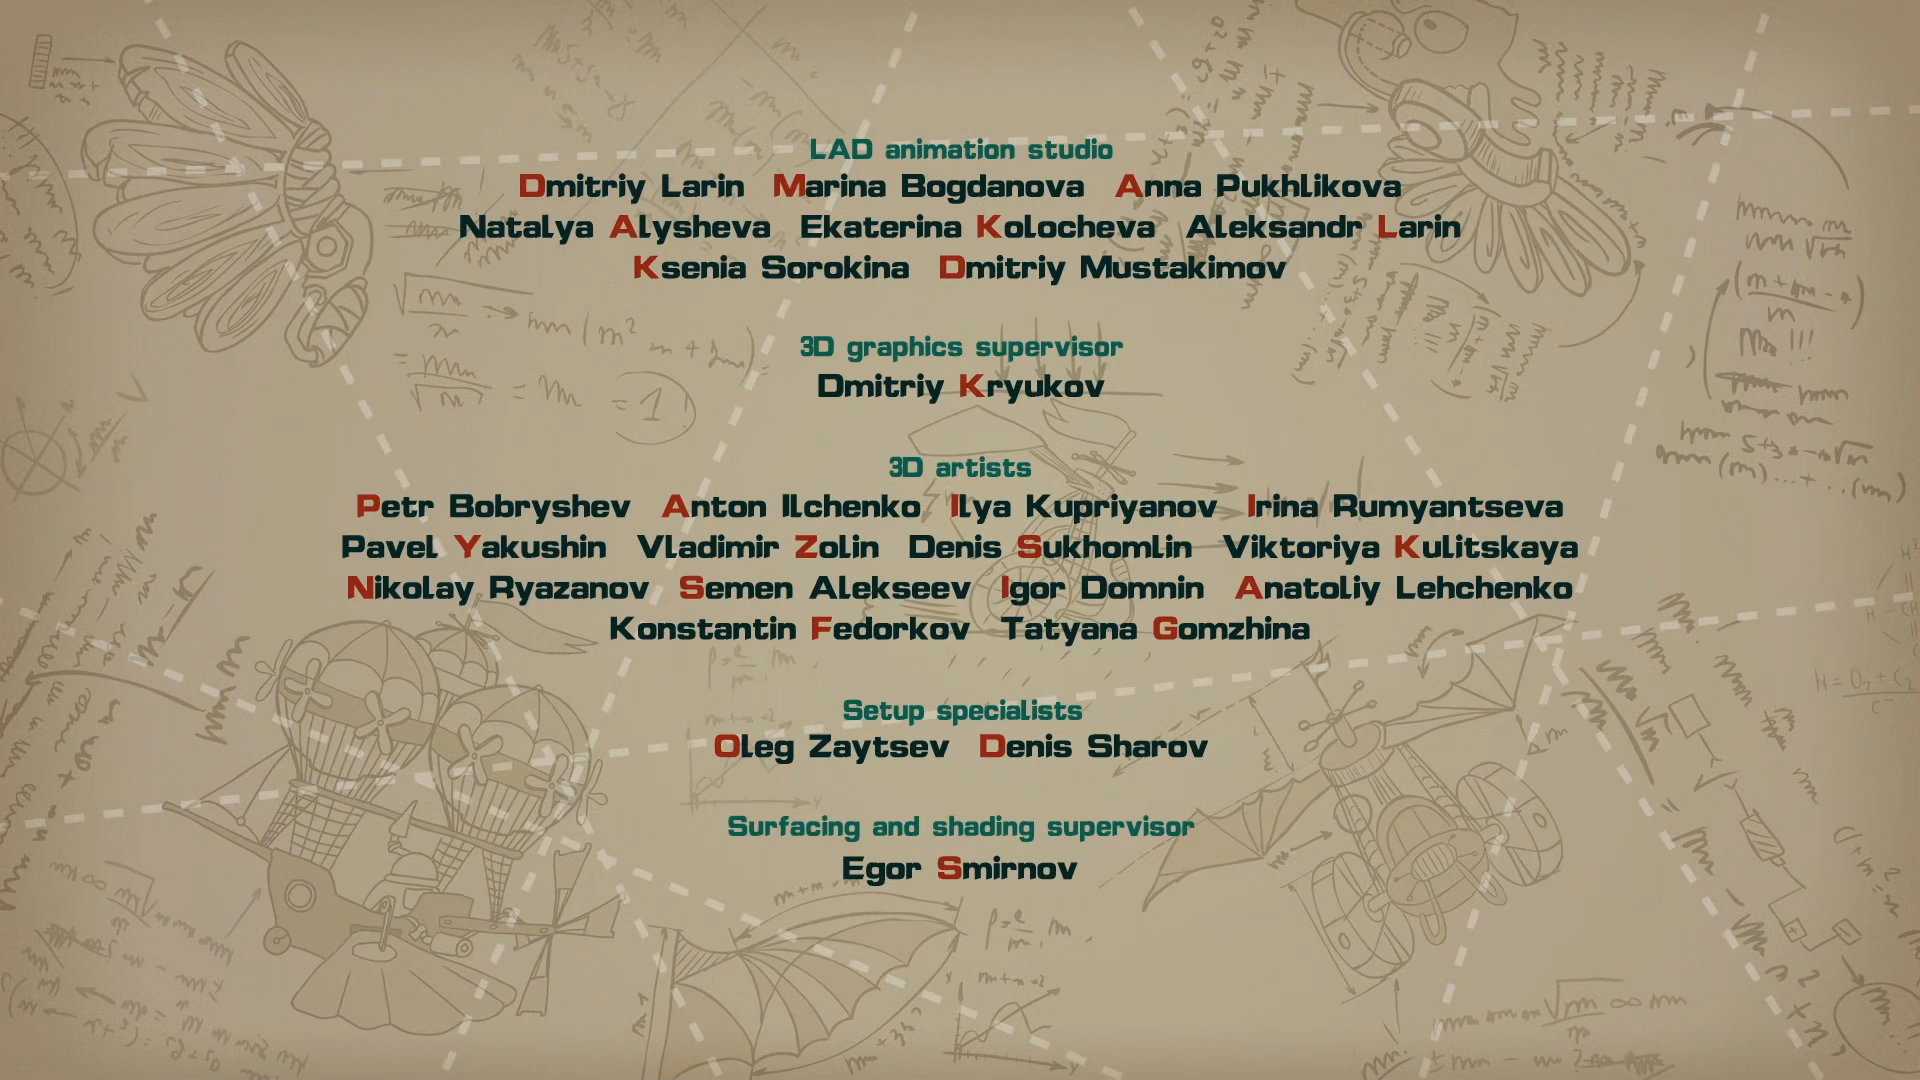 LAD animation studio
Dmitriy Larin Marina Bogdanova Anna Pukhlikova
Natalya Alysheva Ekaterina Kolocheva Aleksandr Larin
Ksenia Sorokina Dmitriy Mustakimov
3D graphics supervisor
Dmitriy Kryukov
3D artists
Petr Bobryshev Anton Ilchenko Ilya Kupriyanov Irina Rumyantseva
Pavel Yakushin Vladimir Zolin Denis Sukhomlin Viktoriya Kulitskaya
Nikolay Ryazanov Semen Alekseev Igor Domnin Anatoliy Lehchenko
Konstantin Fedorkov Tatyana Gomzhina
Setup specialists
Oleg Zaytsev Denis Sharov
Surfacing and shading supervisor
Egor Smirnov